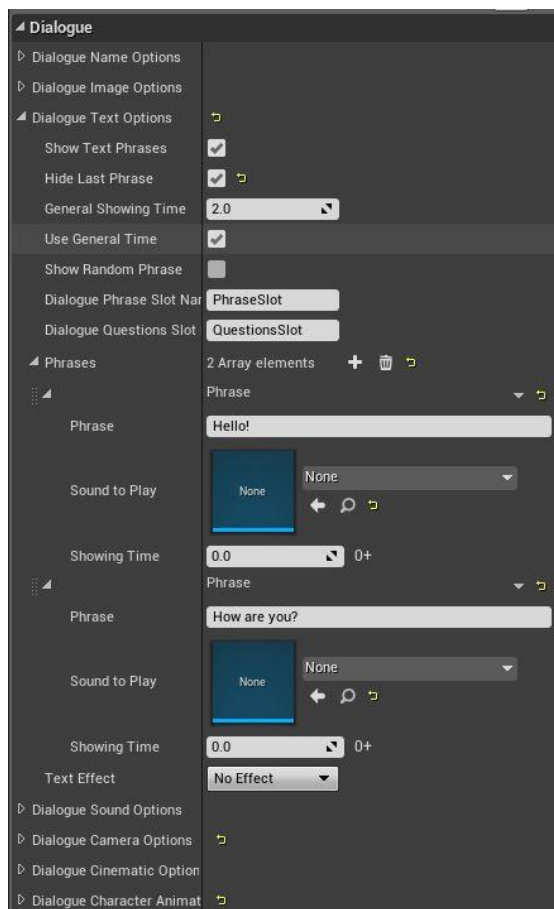 Dialogue
Dialogue Name Options
Dialogue Image Options
Dialogue Text Options
Show Text Phrases
Hide Last Phrase
General Showing Time 2.0
Use General Time
Show Random Phrase
Dialogue Phrase Slot Nar PhraseSlot
Dialogue Questions Slot QuestionsSlot
Phrases 2 Array elements
Phrase
Phrase Hello!
None
Sound to Play None
Showing Time 0.0 0+
Phrase
Phrase How are you?
None
Sound to Play None
Showing Time 0.0 0+
Text Effect No Effect
Dialogue Sound Options
Dialogue Camera Options
Dialogue Cinematic Option
Dialogue Character Animat